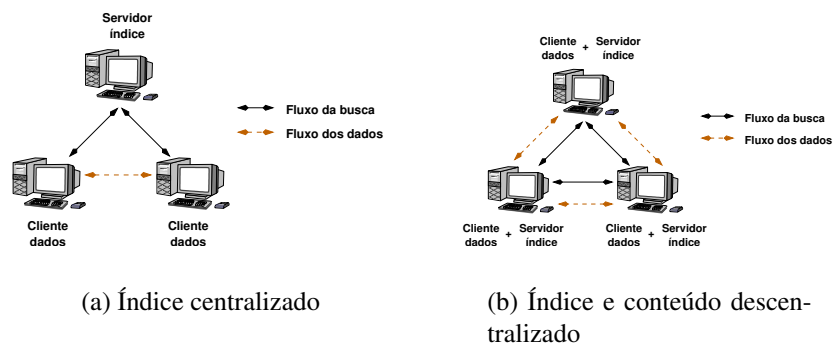 Servidor
índice
Fluxo da busca
Fluxo dos dados
Cliente
dados
Cliente
dados
(a) Índice centralizado
Cliente
dados
+
Servidor
índice
Fluxo da busca
Fluxo dos dados
Cliente
dados
+
Servidor
índice
Cliente
dados
+
Servidor
índice
(b) Índice e conteúdo descen-
tralizado